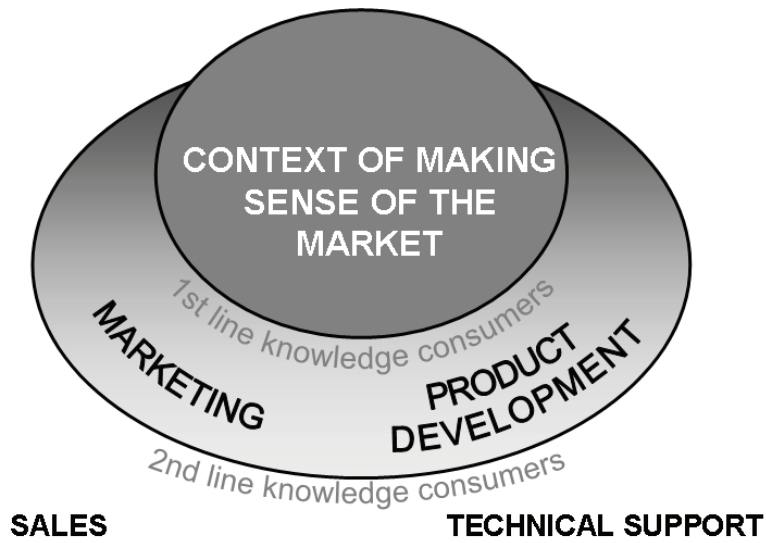 CONTEXT OF MAKING
SENSE OF THE
MARKET
1st line knowledge consumers
MARKETING
PRODUCT
DEVELOPMENT
2nd line knowledge consumers
SALES
TECHNICAL SUPPORT